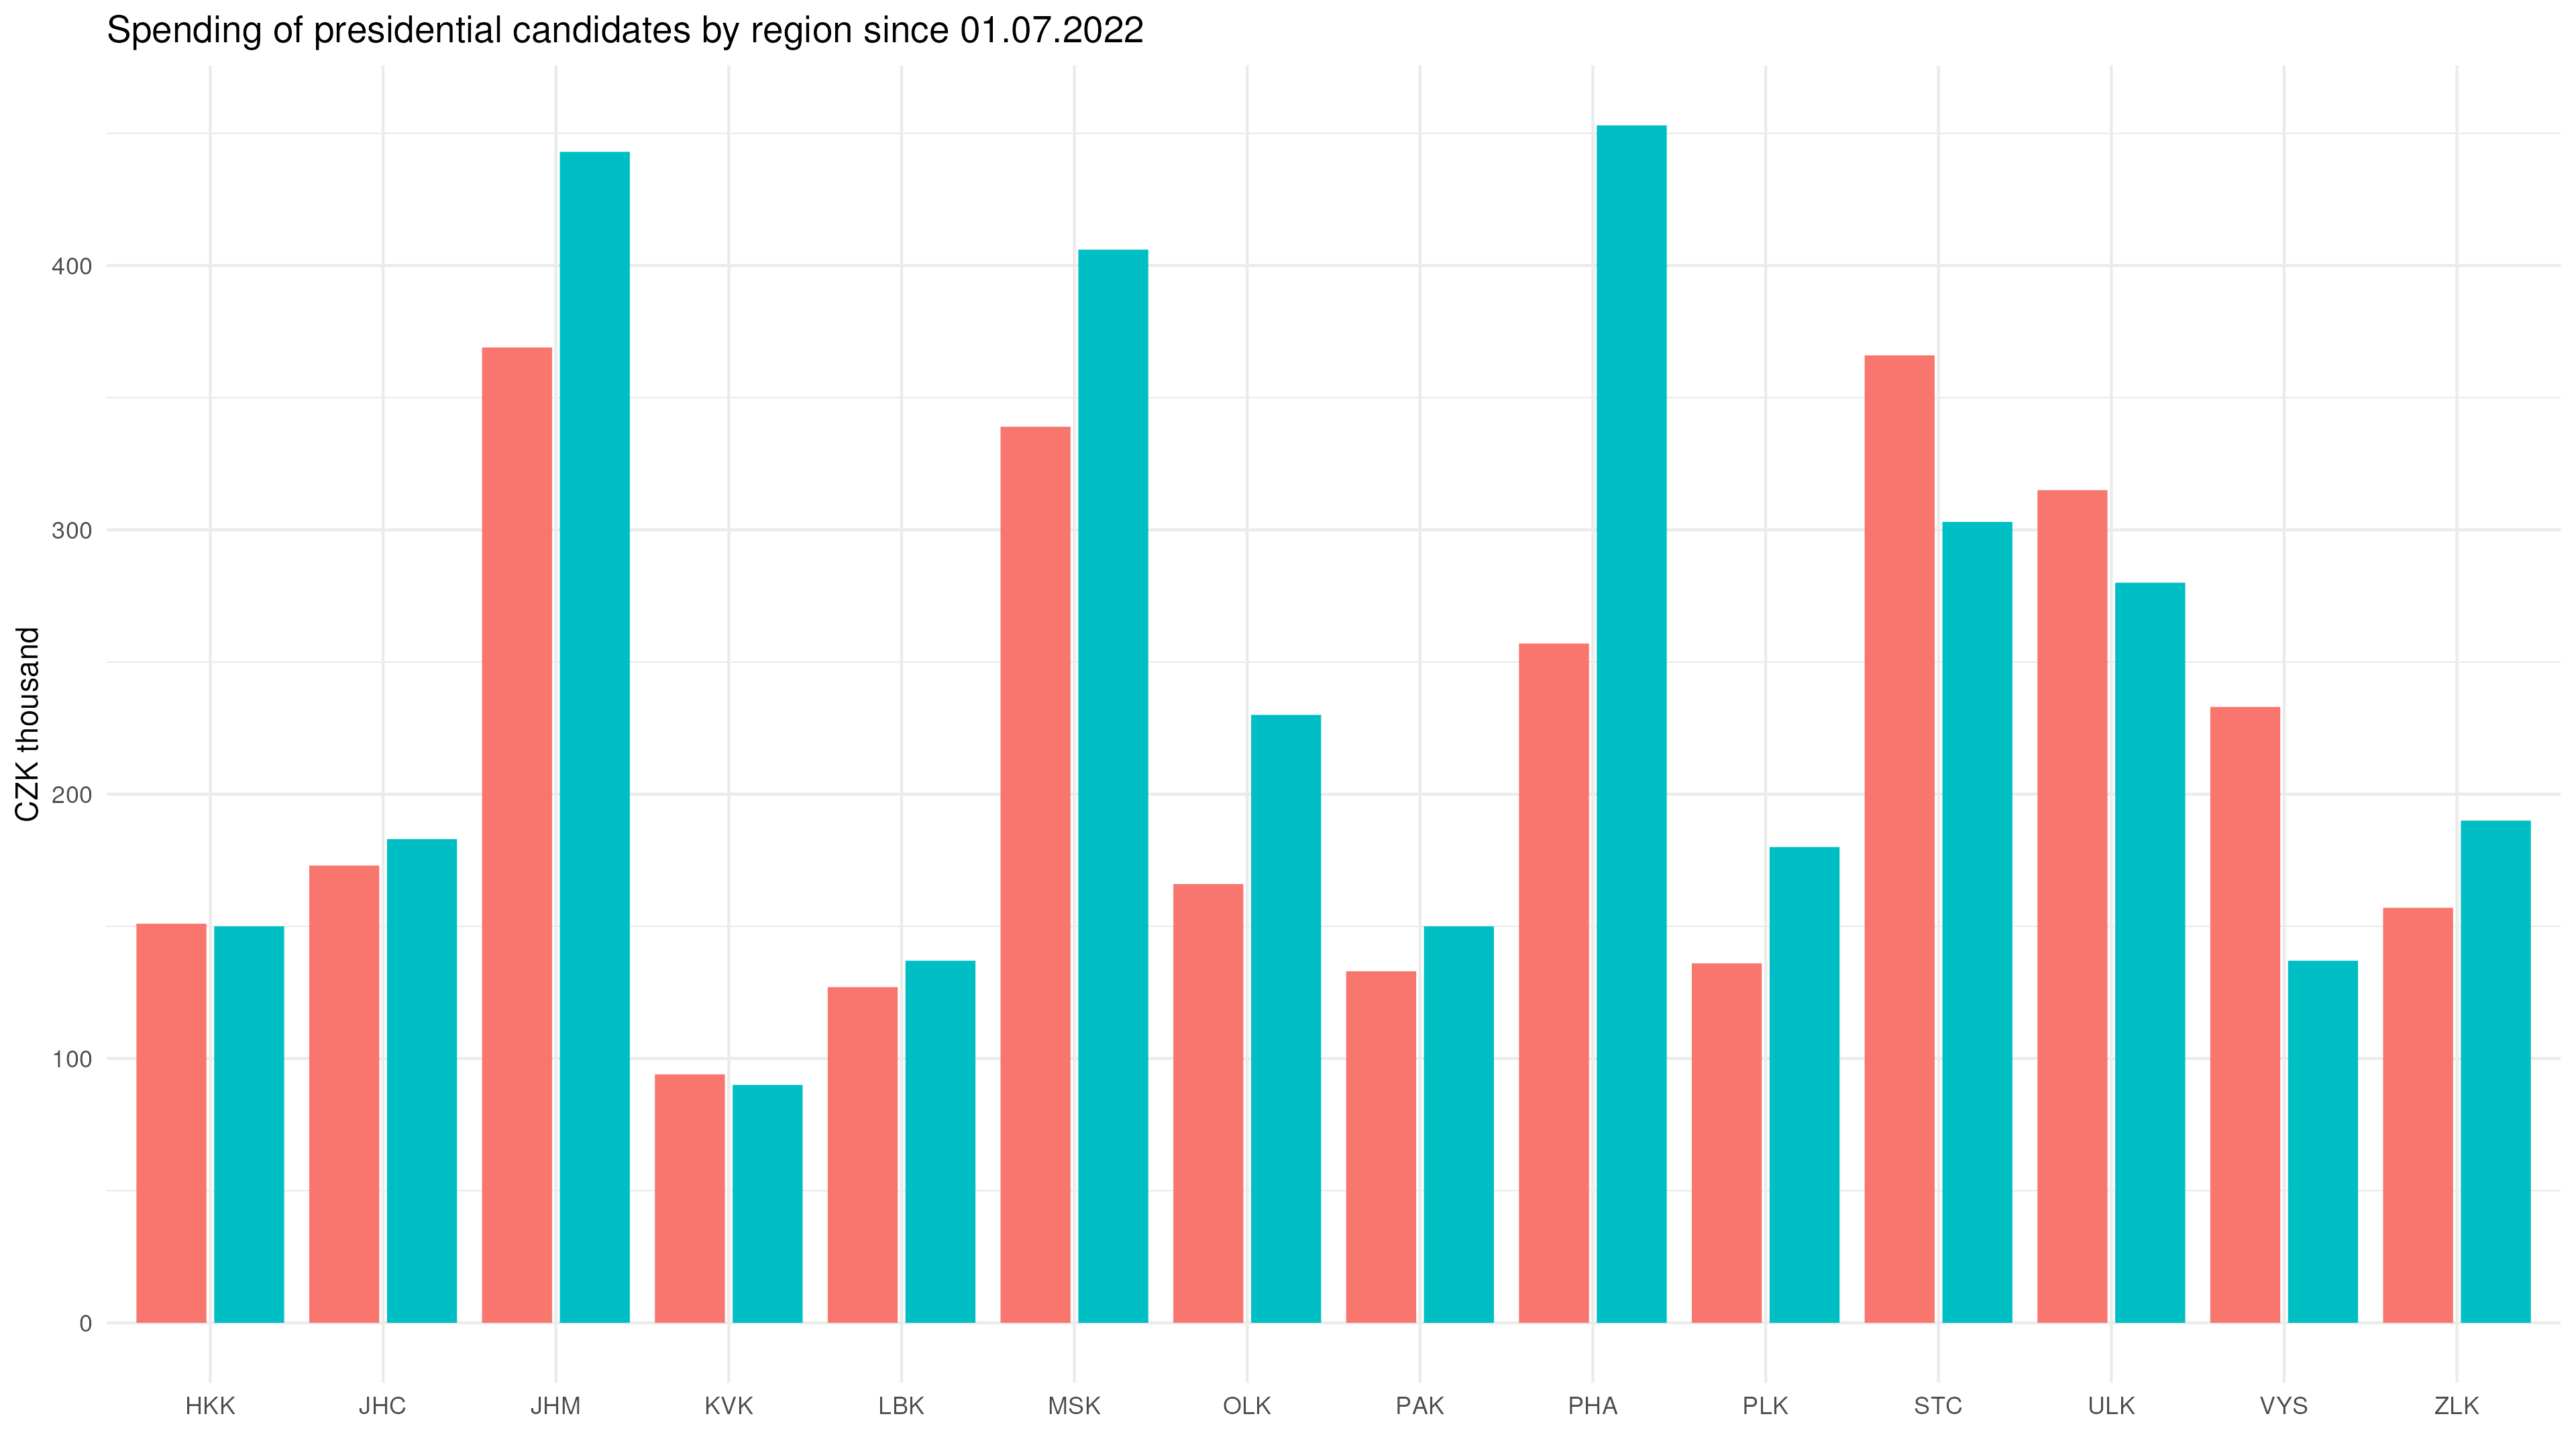 Spending of presidential candidates by region since 01.07.2022
CZK thousand
400
300
200
100
0
HKK JHC JHM KVK LBK MSK OLK PAK PHA PLK STC ULK VYS ZLK